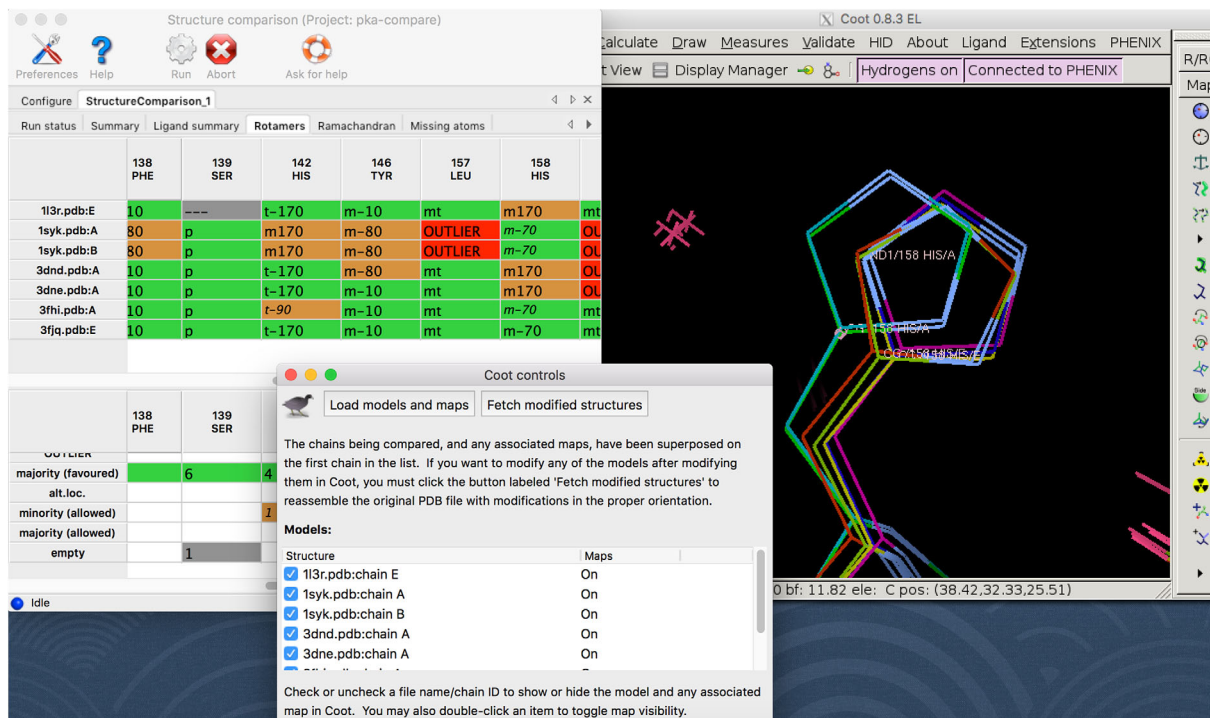 Structure comparison (Project: pka-compare)
Preferences Help Run Abort Ask for help
Configure StructureComparison_1
Run status Summary Ligand summary Rotamers Ramachandran Missing atoms
138 139 142 146 157 158
PHE SER HIS TYR LEU HIS
1l3r.pdb:E 10 --- t-170 m-10 mt m170 mt
1syk.pdb:A 80 p m170 m-80 OUTLIER m-70 OU
1syk.pdb:B 80 p m170 m-80 OUTLIER m-70 OU
3dnd.pdb:A 10 p t-170 m-80 mt m170 OU
3dne.pdb:A 10 p t-170 m-10 mt m170 OU
3fhi.pdb:A 10 p t-90 m-10 mt m-70 mt
3fjq.pdb:E 10 p t-170 m-10 mt m-70 mt
138 139
PHE SER
OUTLIER
majority (favoured) 6 4
alt.loc.
minority (allowed) 1
majority (allowed)
empty 1
Idle
Coot 0.8.3 EL
Calculate Draw Measures Validate HID About Ligand Extensions PHENIX
t View Display Manager Hydrogens on Connected to PHENIX
R/R
Map
Side
ND1/158 HIS/A
0 bf: 11.82 ele: C pos: (38.42,32.33,25.51)
Coot controls
Load models and maps Fetch modified structures
The chains being compared, and any associated maps, have been superposed on
the first chain in the list. If you want to modify any of the models after modifying
them in Coot, you must click the button labeled 'Fetch modified structures' to
reassemble the original PDB file with modifications in the proper orientation.
Models:
Structure Maps
1l3r.pdb:chain E On
1syk.pdb:chain A On
1syk.pdb:chain B On
3dnd.pdb:chain A On
3dne.pdb:chain A On
Check or uncheck a file name/chain ID to show or hide the model and any associated
map in Coot. You may also double-click an item to toggle map visibility.